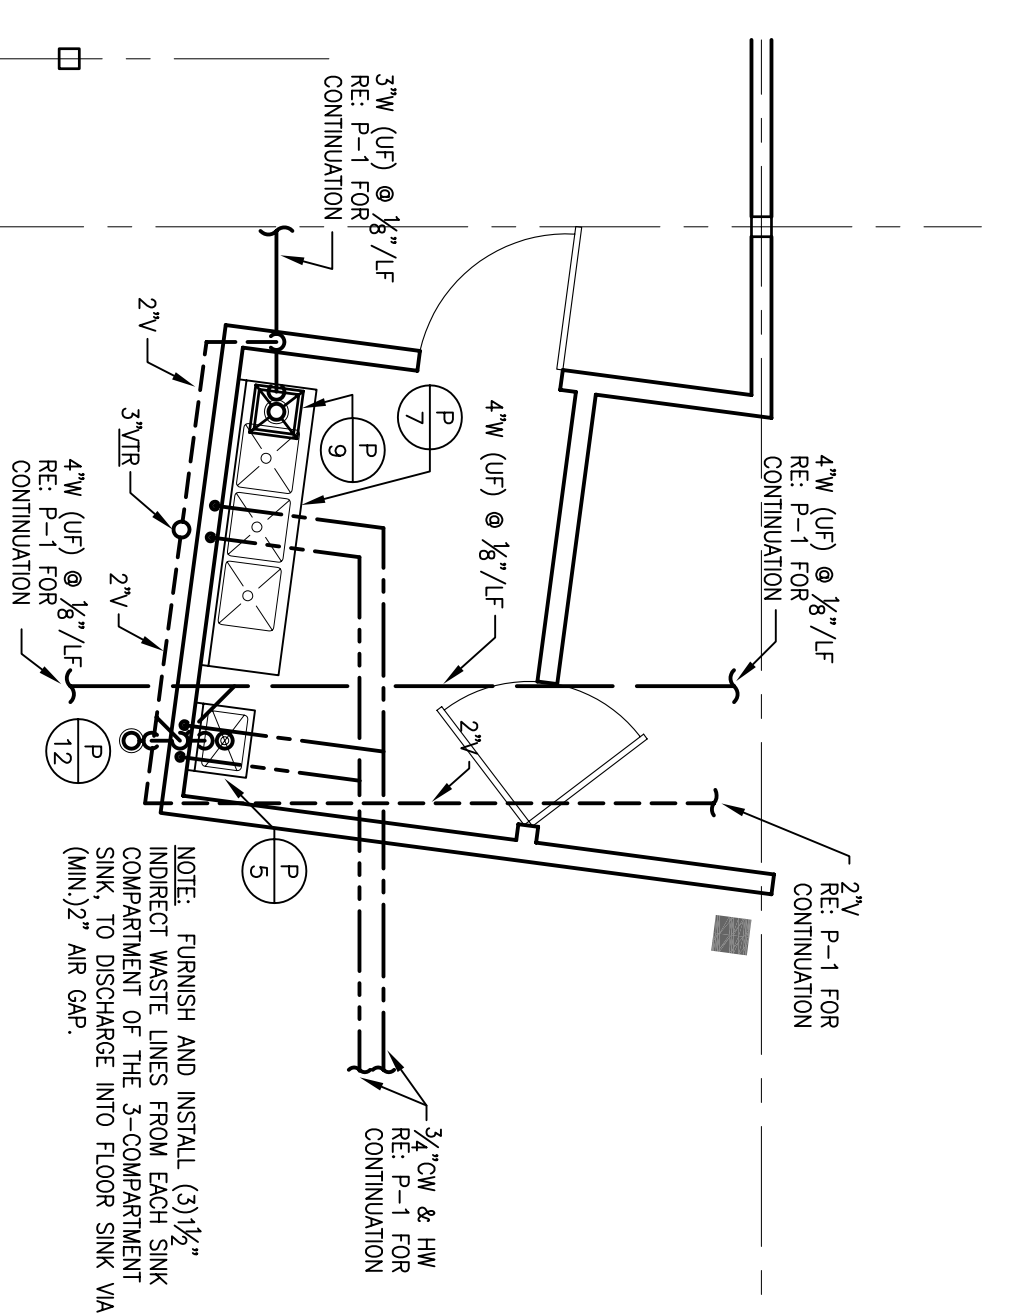 3"W (UF) @ 1/8"/LF
RE: P-1 FOR
CONTINUATION
2"V
3"VTR
4"W (UF) @ 1/8"/LF
RE: P-1 FOR
CONTINUATION
2"V
P
7
P
9
4"W (UF) @ 1/8"/LF
4"W (UF) @ 1/8"/LF
RE: P-1 FOR
CONTINUATION
2"V
P
12
P
5
2"V
RE: P-1 FOR
CONTINUATION
3/4"CW & HW
RE: P-1 FOR
CONTINUATION
NOTE: FURNISH AND INSTALL (3)1½"
INDIRECT WASTE LINES FROM EACH SINK
COMPARTMENT OF THE 3-COMPARTMENT
SINK, TO DISCHARGE INTO FLOOR SINK VIA
(MIN.)2" AIR GAP.